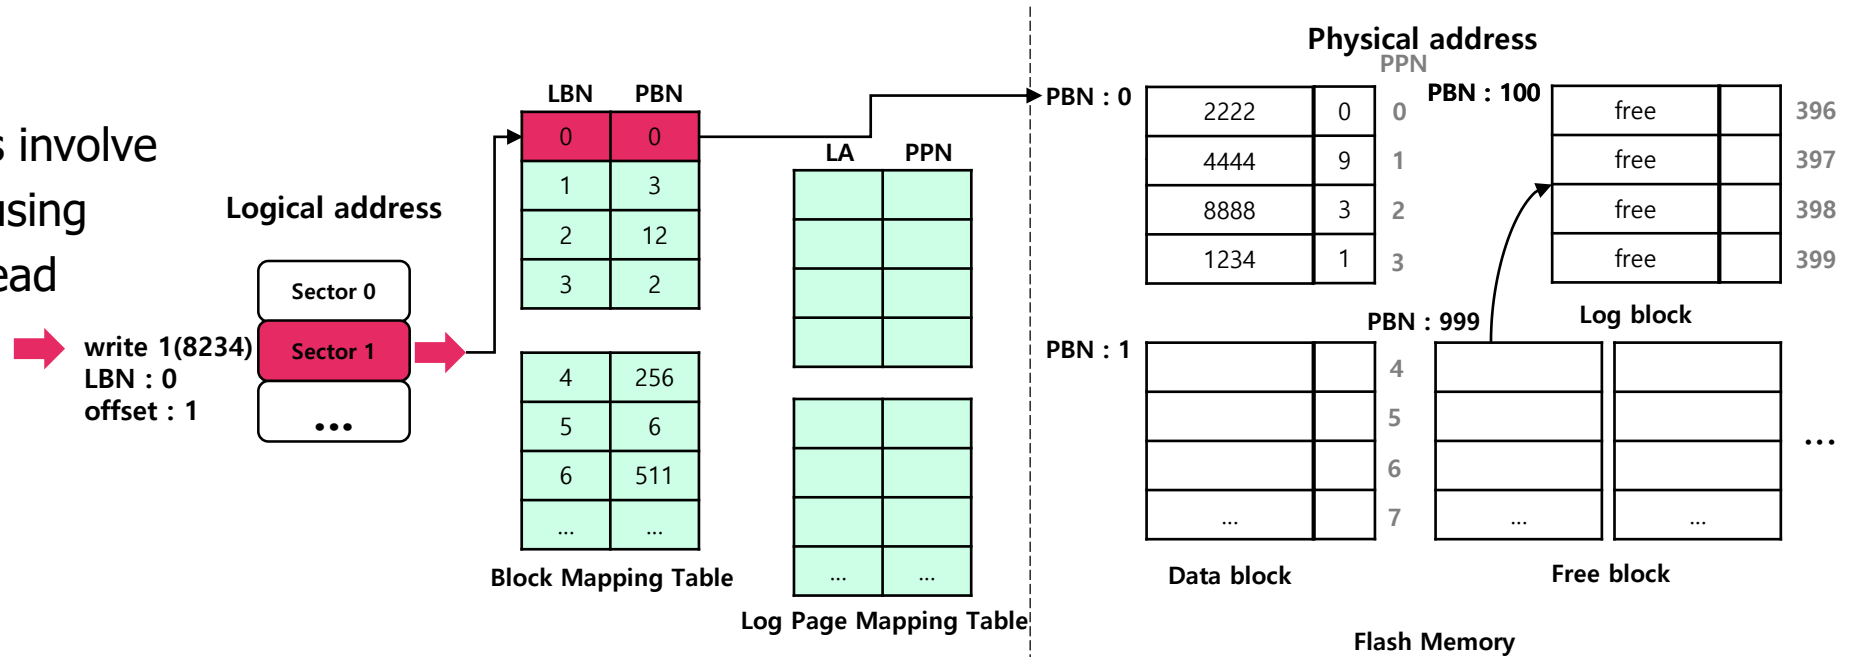 s involve
using
ead
write 1(8234)
LBN : 0
offset : 1
Logical address
Sector 0
Sector 1
...
LBN PBN
0 0
1 3
2 12
3 2
4 256
5 6
6 511
... ...
Block Mapping Table
LA PPN
... ...
Log Page Mapping Table
Physical address
PPN
PBN : 0
2222 0 0
4444 9 1
8888 3 2
1234 1 3
PBN : 100
free 396
free 397
free 398
free 399
Log block
PBN : 1
4
5
6
... 7
Data block
PBN : 999
... ...
...
Free block
Flash Memory